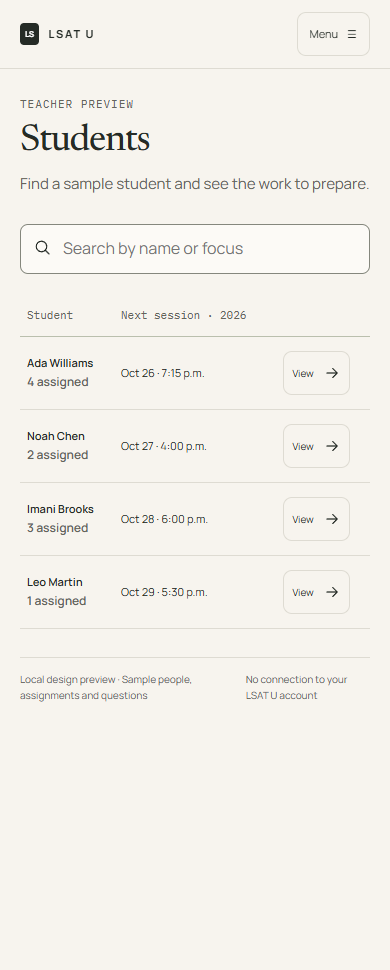 LS LSAT U Menu ☰
TEACHER PREVIEW
Students
Find a sample student and see the work to prepare.
Search by name or focus
Student Next session · 2026
Ada Williams
4 assigned
Oct 26 · 7:15 p.m.
View →
Noah Chen
2 assigned
Oct 27 · 4:00 p.m.
View →
Imani Brooks
3 assigned
Oct 28 · 6:00 p.m.
View →
Leo Martin
1 assigned
Oct 29 · 5:30 p.m.
View →
Local design preview · Sample people,
assignments and questions
No connection to your
LSAT U account